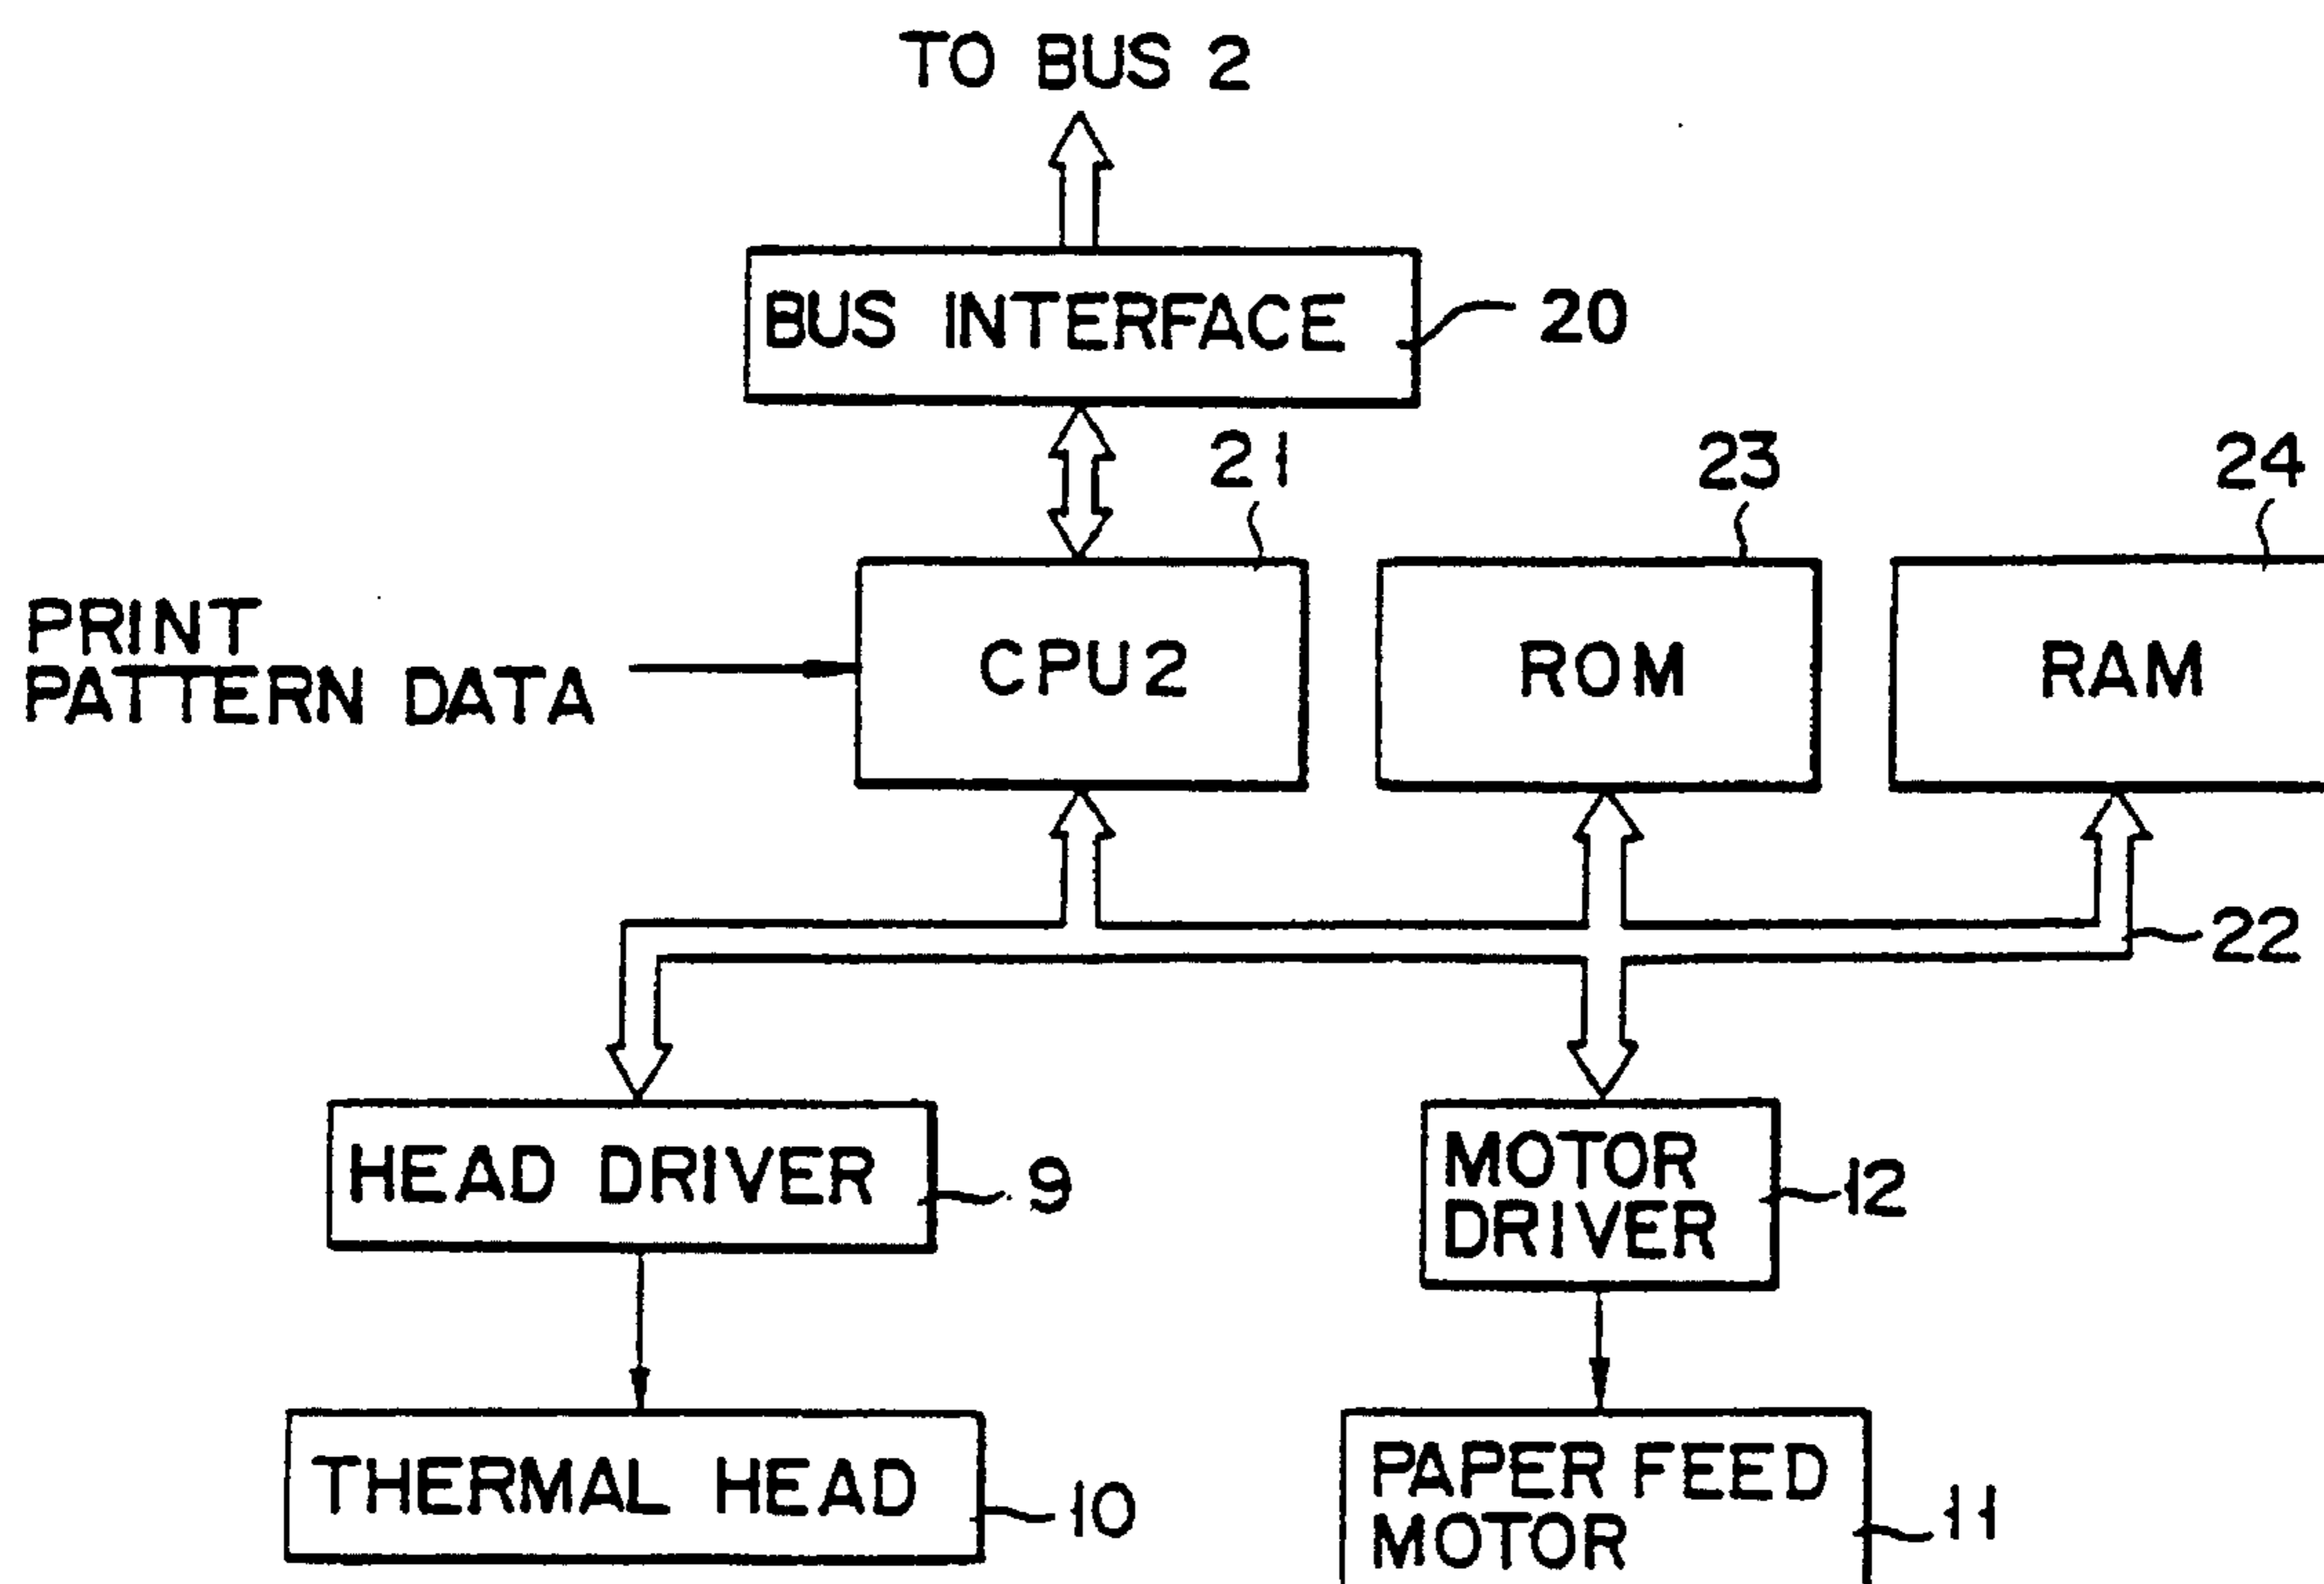 TO BUS 2
BUS INTERFACE
20
21
23
24
PRINT
PATTERN DATA
CPU2
ROM
RAM
22
HEAD DRIVER
9
MOTOR
DRIVER
12
THERMAL HEAD
10
PAPER FEED
MOTOR
11